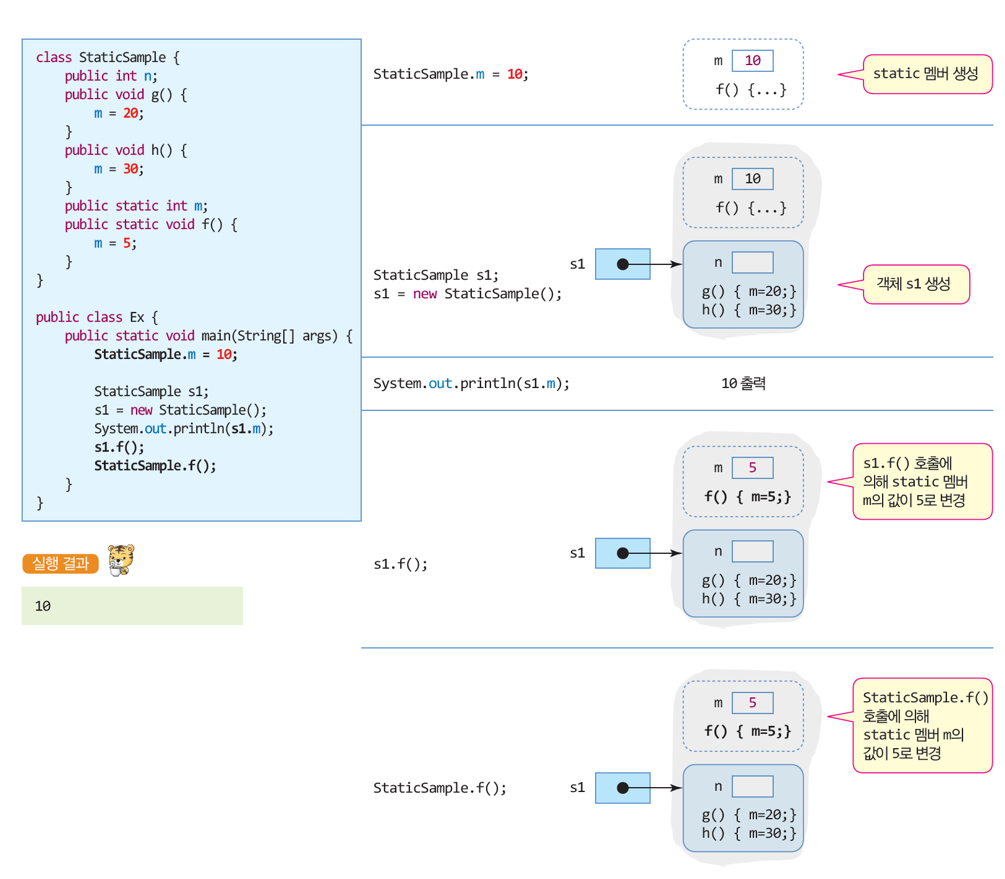 class StaticSample {
    public int n;
    public void g() {
        m = 20;
    }
    public void h() {
        m = 30;
    }
    public static int m;
    public static void f() {
        m = 5;
    }
}

public class Ex {
    public static void main(String[] args) {
        StaticSample.m = 10;

        StaticSample s1;
        s1 = new StaticSample();
        System.out.println(s1.m);
        s1.f();
        StaticSample.f();
    }
}
실행 결과
10
StaticSample.m = 10;
m 10
f() {...}
static 멤버 생성
m 10
f() {...}
StaticSample s1;
s1 = new StaticSample();
s1
n
g() { m=20;}
h() { m=30;}
객체 s1 생성
System.out.println(s1.m);
10 출력
m 5
f() { m=5;}
s1.f() 호출에
의해 static 멤버
m의 값이 5로 변경
s1.f();
s1
n
g() { m=20;}
h() { m=30;}
m 5
f() { m=5;}
StaticSample.f()
호출에 의해
static 멤버 m의
값이 5로 변경
StaticSample.f();
s1
n
g() { m=20;}
h() { m=30;}